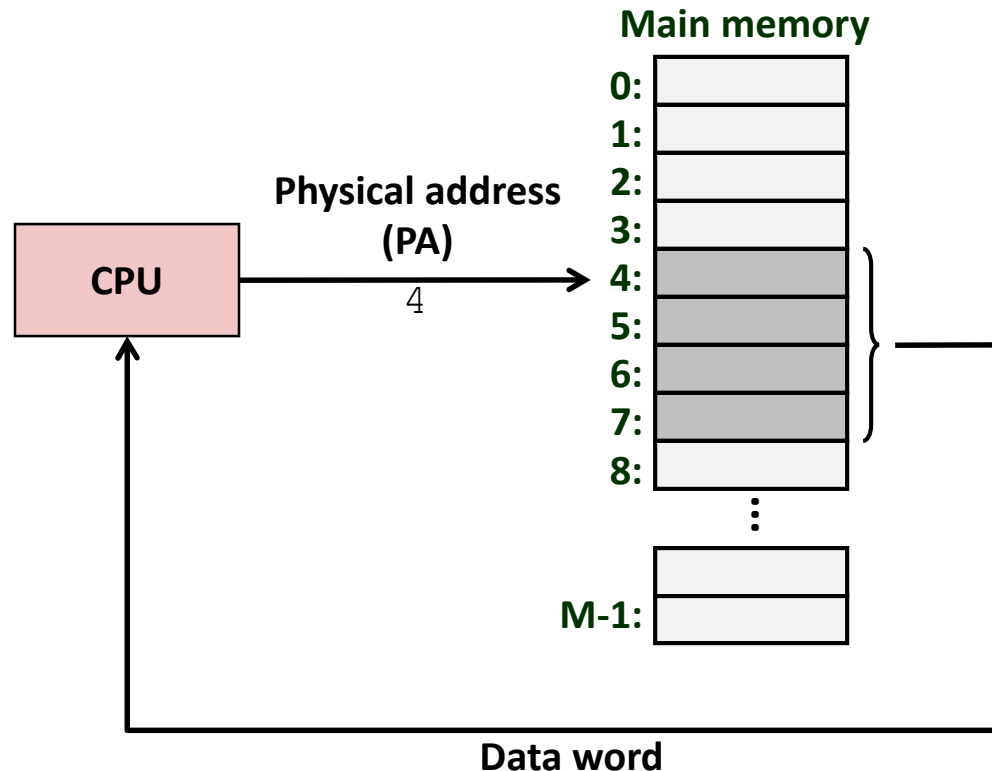 Main memory
0:
1:
2:
Physical address
(PA)
3:
CPU
4
4:
5:
6:
7:
8:
M-1:
Data word